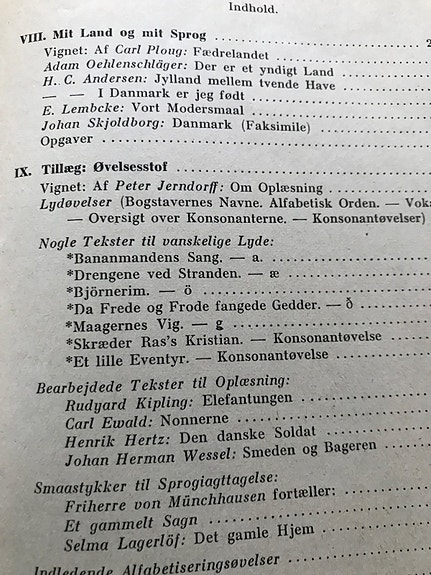 Indhold.
VIII. Mit Land og mit Sprog
Vignet: Af Carl Ploug: Fædrelandet
Adam Oehlenschläger: Der er et yndigt Land
H. C. Andersen: Jylland mellem tvende Have
— — I Danmark er jeg født
E. Lembcke: Vort Modersmaal
Johan Skjoldborg: Danmark (Faksimile)
Opgaver
IX. Tillæg: Øvelsesstof
Vignet: Af Peter Jerndorff: Om Oplæsning
Lydøvelser (Bogstavernes Navne. Alfabetisk Orden. —
— Oversigt over Konsonanterne. — Konsonantøvelser)
Nogle Tekster til vanskelige Lyde:
*Bananmandens Sang. — a.
*Drengene ved Stranden. — æ
*Björnerim. — ö
*Da Frede og Frode fangede Gedder. — ð
*Maagernes Vig. — g
*Skræder Ras's Kristian. — Konsonantøvelse
*Et lille Eventyr. — Konsonantøvelse
Bearbejdede Tekster til Oplæsning:
Rudyard Kipling: Elefantungen
Carl Ewald: Nonnerne
Henrik Hertz: Den danske Soldat
Johan Herman Wessel: Smeden og Bageren
Smaastykker til Sprogiagttagelse:
Friherre von Münchhausen fortæller:
Et gammelt Sagn
Selma Lagerlöf: Det gamle Hjem
Indledende Alfabetiseringsøvelser